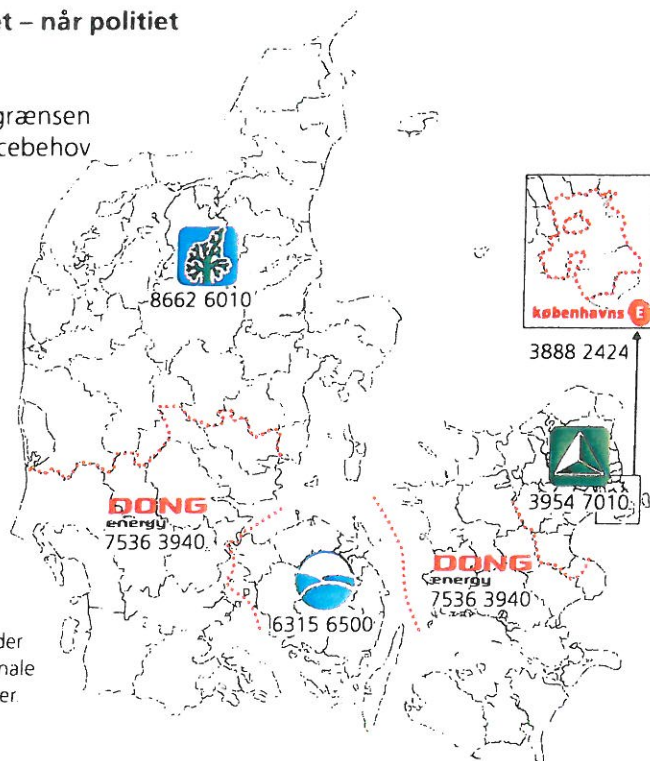 et – når politiet
grænsen
cebehov
8662 6010
københavns E
3888 2424
3954 7010
DONG
energy
7536 3940
DONG
energy
7536 3940
6315 6500
der
nale
er.